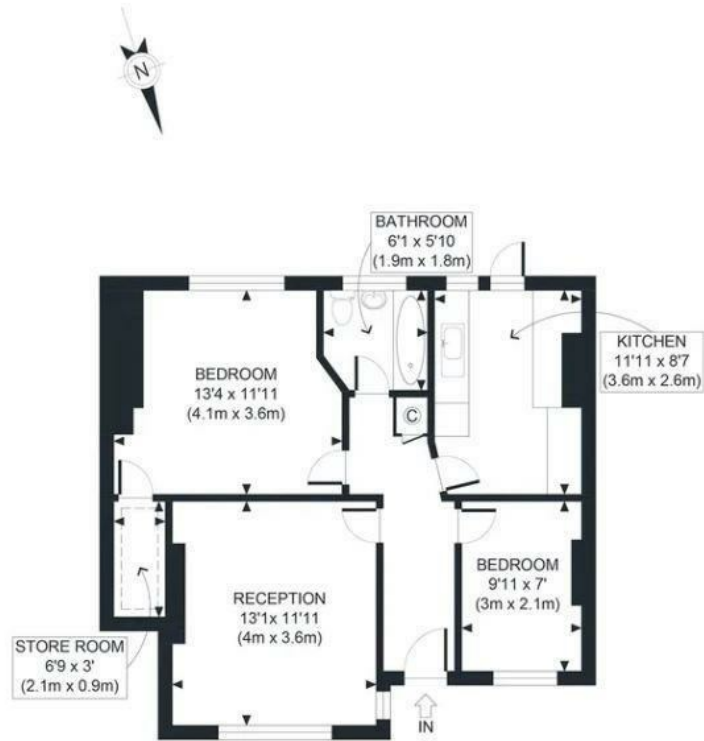 N
BATHROOM
6'1 x 5'10
(1.9m x 1.8m)
KITCHEN
11'11 x 8'7
(3.6m x 2.6m)
BEDROOM
13'4 x 11'11
(4.1m x 3.6m)
C
BEDROOM
9'11 x 7'
(3m x 2.1m)
RECEPTION
13'1x 11'11
(4m x 3.6m)
STORE ROOM
6'9 x 3'
(2.1m x 0.9m)
IN